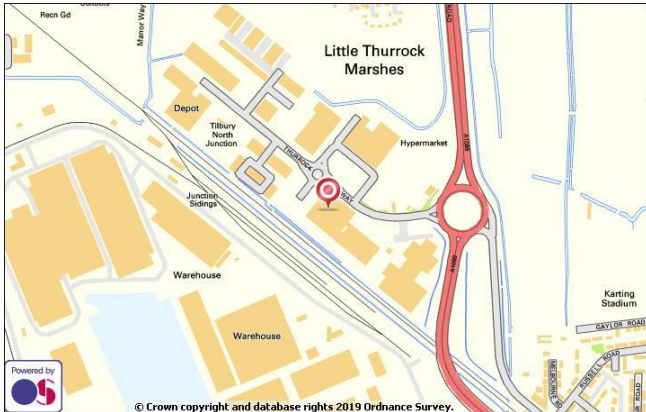 Recn Gd
Manor Way
ROAD
Little Thurrock
Marshes
Depot
Tilbury
North
Junction
THURROCK
WAY
Hypermarket
A1089
Junction
Sidings
Warehouse
A1089
Karting
Stadium
GAYLOR ROAD
RUSSELL ROAD
MELBOURNE
Warehouse
Powered by
OS
© Crown copyright and database rights 2019 Ordnance Survey.